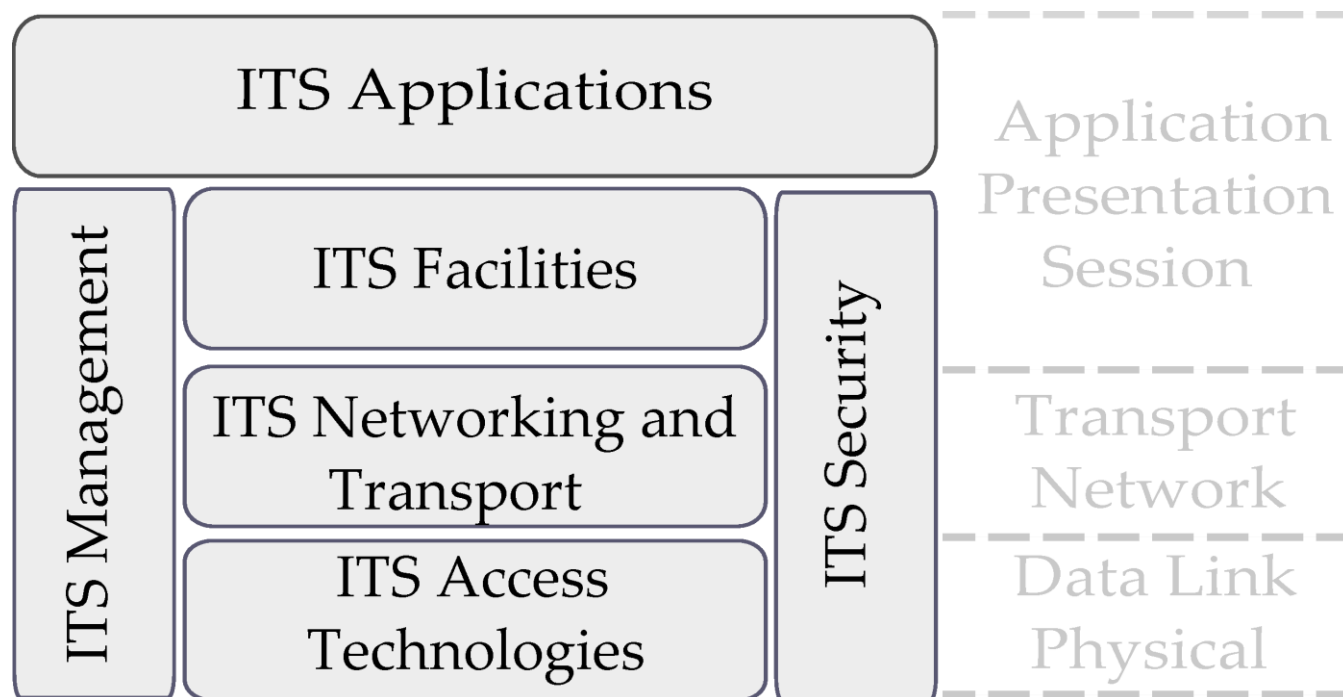 ITS Applications
ITS Management
ITS Facilities
ITS Networking and
Transport
ITS Access
Technologies
ITS Security
Application
Presentation
Session
Transport
Network
Data Link
Physical